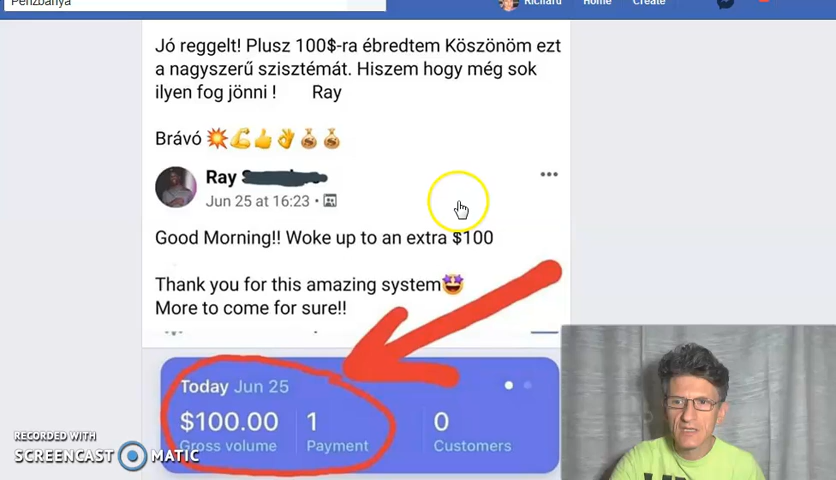 Pénzbánya
Richard Home Create
Jó reggelt! Plusz 100$-ra ébredtem Köszönöm ezt
a nagyszerű szisztémát. Hiszem hogy még sok
ilyen fog jönni ! Ray
Brávó 💥💪👍👌💰💰
Ray
Jun 25 at 16:23 •
Good Morning!! Woke up to an extra $100
Thank you for this amazing system🤩
More to come for sure!!
Today Jun 25
$100.00 1 0
Gross volume Payment Customers
RECORDED WITH
SCREENCAST MATIC